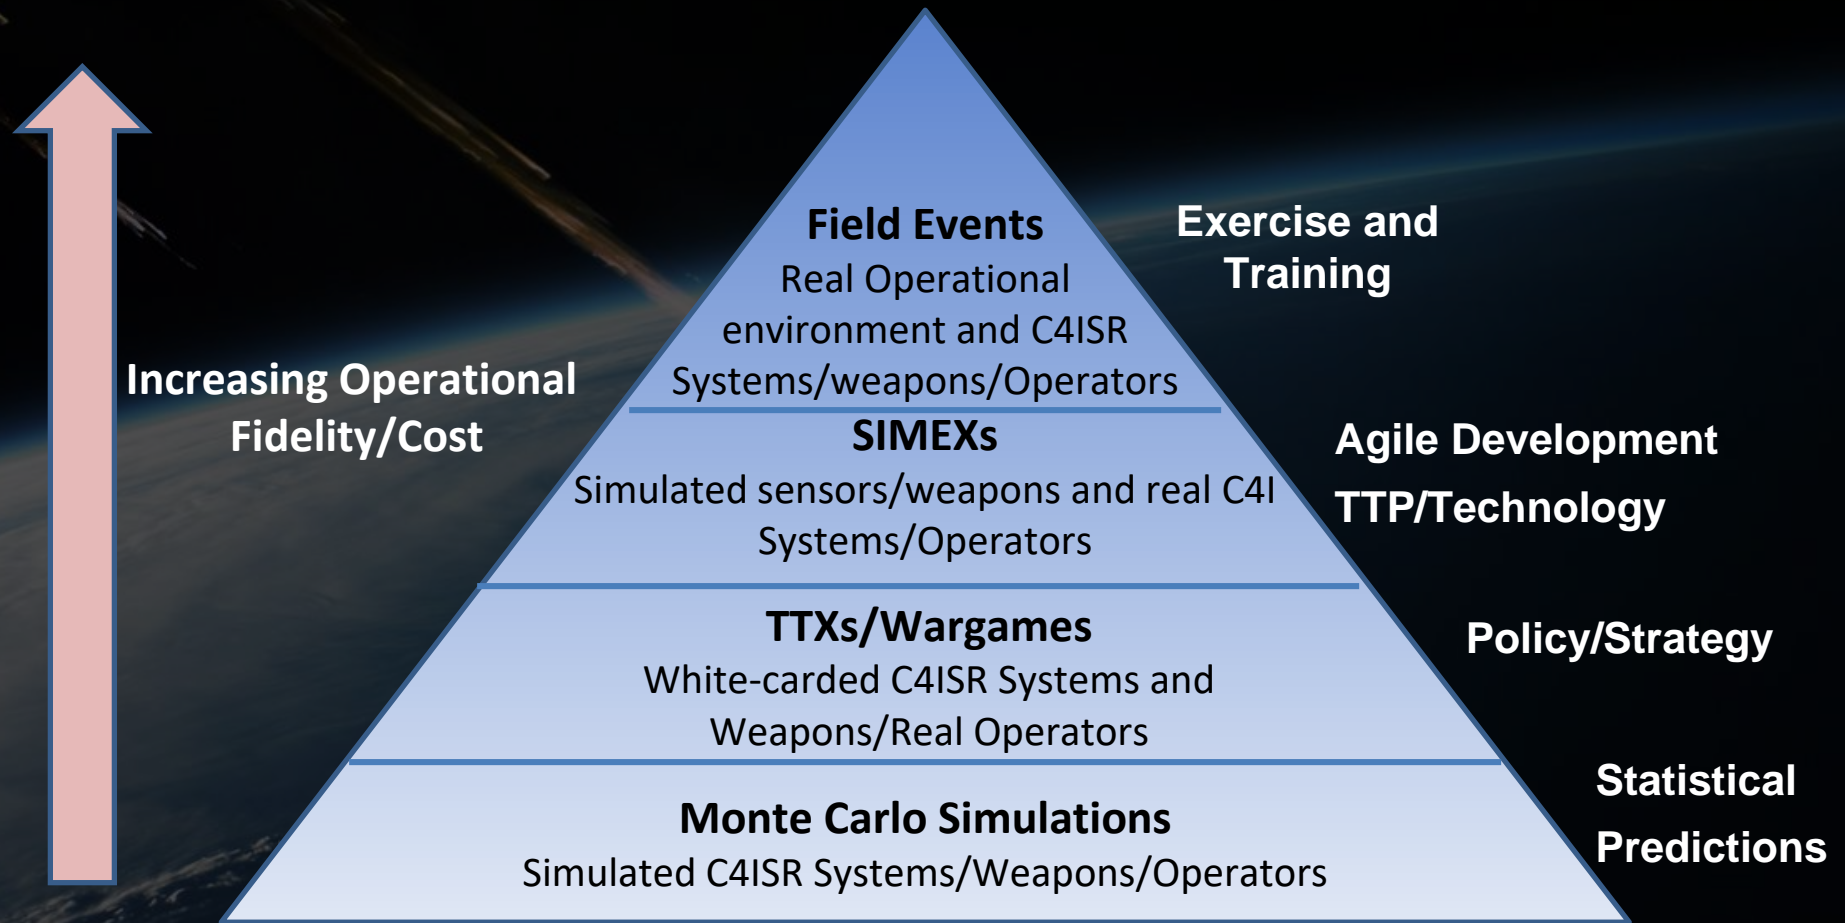 Field Events
Real Operational
environment and C4ISR
Systems/weapons/Operators
Exercise and
Training
Increasing Operational
Fidelity/Cost
SIMEXs
Simulated sensors/weapons and real C4I
Systems/Operators
Agile Development
TTP/Technology
TTXs/Wargames
White-carded C4ISR Systems and
Weapons/Real Operators
Policy/Strategy
Monte Carlo Simulations
Simulated C4ISR Systems/Weapons/Operators
Statistical
Predictions